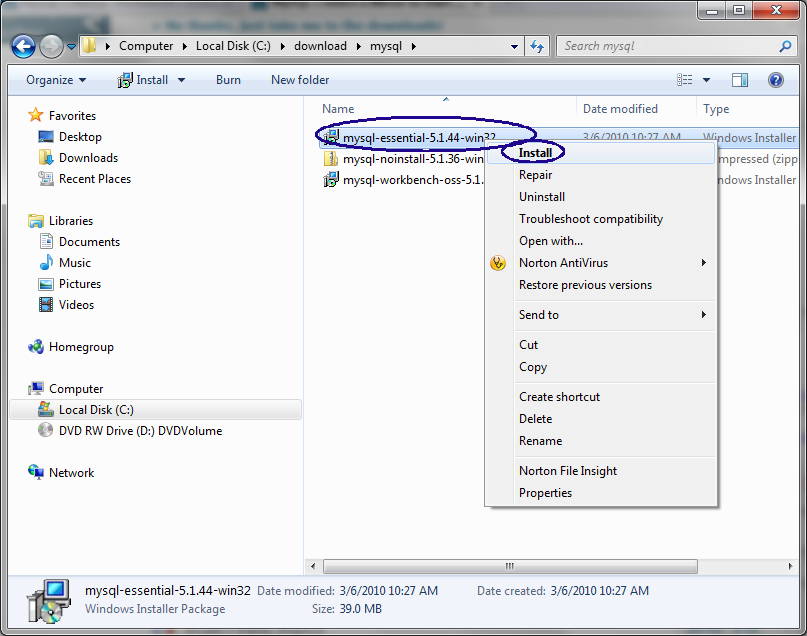 Computer Local Disk (C:) download mysql Search mysql
Organize Install Burn New folder
Name Date modified Type
Favorites
Desktop
Downloads
Recent Places
Libraries
Documents
Music
Pictures
Videos
Homegroup
Computer
Local Disk (C:)
DVD RW Drive (D:) DVDVolume
Network
mysql-essential-5.1.44-win32 3/6/2010 10:27 AM Windows Installer
mysql-noinstall-5.1.36-win mpressed (zipp
mysql-workbench-oss-5.1. ndows Installer
Install
Repair
Uninstall
Troubleshoot compatibility
Open with...
Norton AntiVirus
Restore previous versions
Send to
Cut
Copy
Create shortcut
Delete
Rename
Norton File Insight
Properties
mysql-essential-5.1.44-win32 Date modified: 3/6/2010 10:27 AM Date created: 3/6/2010 10:27 AM
Windows Installer Package Size: 39.0 MB